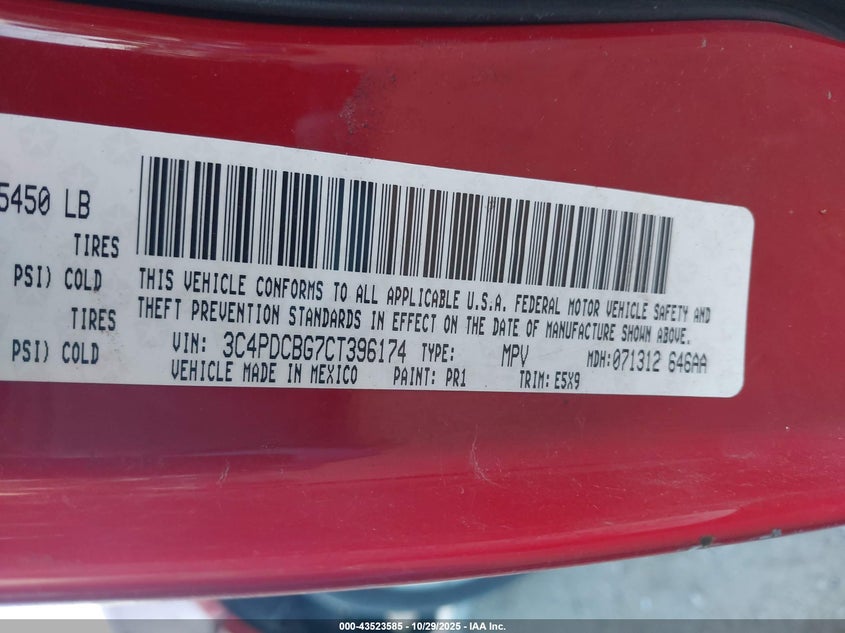 5450 LB
TIRES
PSI) COLD
TIRES
PSI) COLD
THIS VEHICLE CONFORMS TO ALL APPLICABLE U.S.A. FEDERAL MOTOR VEHICLE SAFETY AND
THEFT PREVENTION STANDARDS IN EFFECT ON THE DATE OF MANUFACTURE SHOWN ABOVE.
VIN: 3C4PDCBG7CT396174 TYPE: MPV MDH:071312 646AA
VEHICLE MADE IN MEXICO PAINT: PR1 TRIM: E5X9
000-43523585 | 10/29/2025 | IAA Inc.